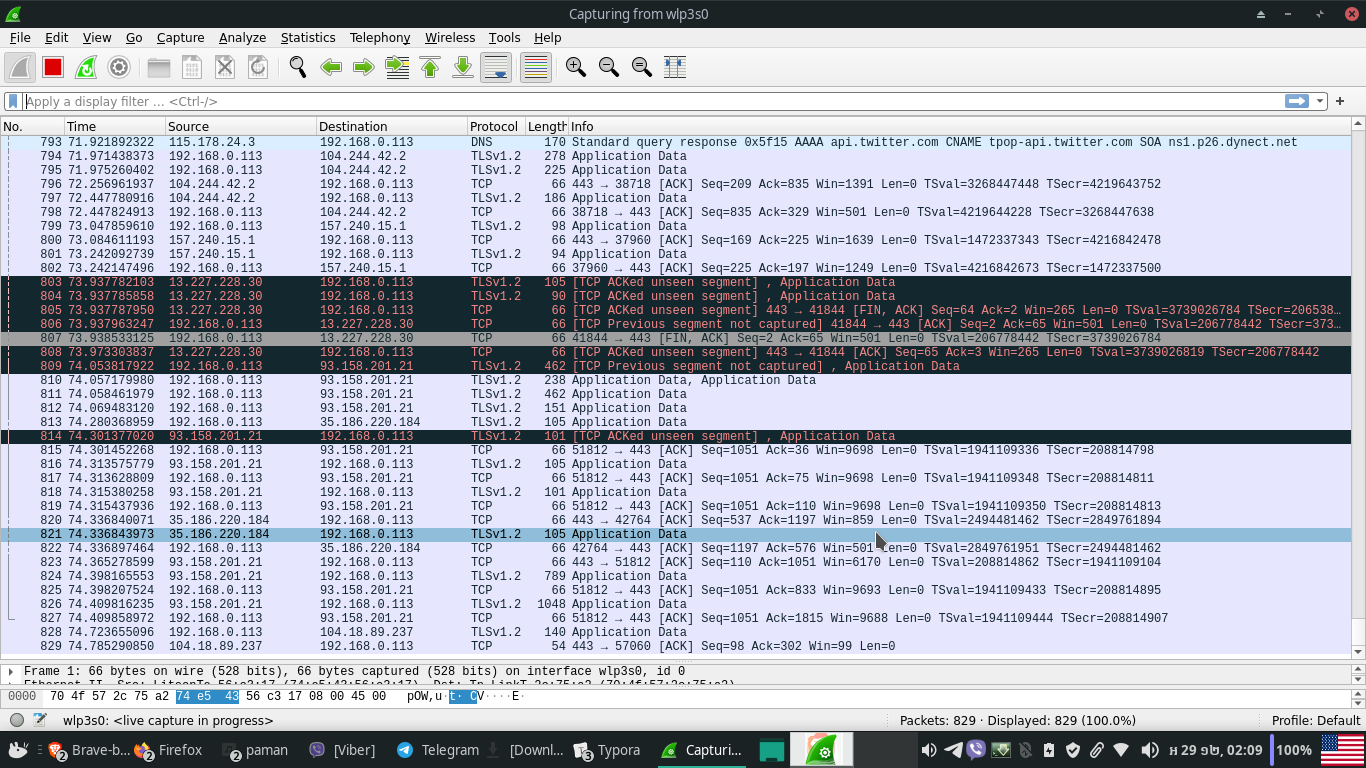 Capturing from wlp3s0
File Edit View Go Capture Analyze Statistics Telephony Wireless Tools Help
Apply a display filter ... <Ctrl-/>
No. Time Source Destination Protocol Length Info
793 71.921892322 115.178.24.3 192.168.0.113 DNS 170 Standard query response 0x5f15 AAAA api.twitter.com CNAME tpop-api.twitter.com SOA ns1.p26.dynect.net
794 71.971438373 192.168.0.113 104.244.42.2 TLSv1.2 278 Application Data
795 71.975260402 192.168.0.113 104.244.42.2 TLSv1.2 225 Application Data
796 72.256961937 104.244.42.2 192.168.0.113 TCP 66 443 → 38718 [ACK] Seq=209 Ack=835 Win=1391 Len=0 TSval=3268447448 TSecr=4219643752
797 72.447780916 104.244.42.2 192.168.0.113 TLSv1.2 186 Application Data
798 72.447824913 192.168.0.113 104.244.42.2 TCP 66 38718 → 443 [ACK] Seq=835 Ack=329 Win=501 Len=0 TSval=4219644228 TSecr=3268447638
799 73.047859610 192.168.0.113 157.240.15.1 TLSv1.2 98 Application Data
800 73.084611193 157.240.15.1 192.168.0.113 TCP 66 443 → 37960 [ACK] Seq=169 Ack=225 Win=1639 Len=0 TSval=1472337343 TSecr=4216842478
801 73.242092739 157.240.15.1 192.168.0.113 TLSv1.2 94 Application Data
802 73.242147496 192.168.0.113 157.240.15.1 TCP 66 37960 → 443 [ACK] Seq=225 Ack=197 Win=1249 Len=0 TSval=4216842673 TSecr=1472337500
803 73.937782103 13.227.228.30 192.168.0.113 TLSv1.2 105 [TCP ACKed unseen segment] , Application Data
804 73.937785858 13.227.228.30 192.168.0.113 TLSv1.2 90 [TCP ACKed unseen segment] , Application Data
805 73.937787950 13.227.228.30 192.168.0.113 TCP 66 [TCP ACKed unseen segment] 443 → 41844 [FIN, ACK] Seq=64 Ack=2 Win=265 Len=0 TSval=3739026784 TSecr=206538…
806 73.937963247 192.168.0.113 13.227.228.30 TCP 66 [TCP Previous segment not captured] 41844 → 443 [ACK] Seq=2 Ack=65 Win=501 Len=0 TSval=206778442 TSecr=373…
807 73.938533125 192.168.0.113 13.227.228.30 TCP 66 41844 → 443 [FIN, ACK] Seq=2 Ack=65 Win=501 Len=0 TSval=206778442 TSecr=3739026784
808 73.973303837 13.227.228.30 192.168.0.113 TCP 66 [TCP ACKed unseen segment] 443 → 41844 [ACK] Seq=65 Ack=3 Win=265 Len=0 TSval=3739026819 TSecr=206778442
809 74.053817922 192.168.0.113 93.158.201.21 TLSv1.2 462 [TCP Previous segment not captured] , Application Data
810 74.057179980 192.168.0.113 93.158.201.21 TLSv1.2 238 Application Data, Application Data
811 74.058461979 192.168.0.113 93.158.201.21 TLSv1.2 462 Application Data
812 74.069483120 192.168.0.113 93.158.201.21 TLSv1.2 151 Application Data
813 74.280368959 192.168.0.113 35.186.220.184 TLSv1.2 105 Application Data
814 74.301377020 93.158.201.21 192.168.0.113 TLSv1.2 101 [TCP ACKed unseen segment] , Application Data
815 74.301452268 192.168.0.113 93.158.201.21 TCP 66 51812 → 443 [ACK] Seq=1051 Ack=36 Win=9698 Len=0 TSval=1941109336 TSecr=208814798
816 74.313575779 93.158.201.21 192.168.0.113 TLSv1.2 105 Application Data
817 74.313628809 192.168.0.113 93.158.201.21 TCP 66 51812 → 443 [ACK] Seq=1051 Ack=75 Win=9698 Len=0 TSval=1941109348 TSecr=208814811
818 74.315380258 93.158.201.21 192.168.0.113 TLSv1.2 101 Application Data
819 74.315437936 192.168.0.113 93.158.201.21 TCP 66 51812 → 443 [ACK] Seq=1051 Ack=110 Win=9698 Len=0 TSval=1941109350 TSecr=208814813
820 74.336840071 35.186.220.184 192.168.0.113 TCP 66 443 → 42764 [ACK] Seq=537 Ack=1197 Win=859 Len=0 TSval=2494481462 TSecr=2849761894
821 74.336843973 35.186.220.184 192.168.0.113 TLSv1.2 105 Application Data
822 74.336897464 192.168.0.113 35.186.220.184 TCP 66 42764 → 443 [ACK] Seq=1197 Ack=576 Win=501 Len=0 TSval=2849761951 TSecr=2494481462
823 74.365278599 93.158.201.21 192.168.0.113 TCP 66 443 → 51812 [ACK] Seq=110 Ack=1051 Win=6170 Len=0 TSval=208814862 TSecr=1941109104
824 74.398165553 93.158.201.21 192.168.0.113 TLSv1.2 789 Application Data
825 74.398207524 192.168.0.113 93.158.201.21 TCP 66 51812 → 443 [ACK] Seq=1051 Ack=833 Win=9693 Len=0 TSval=1941109433 TSecr=208814895
826 74.409816235 93.158.201.21 192.168.0.113 TLSv1.2 1048 Application Data
827 74.409858972 192.168.0.113 93.158.201.21 TCP 66 51812 → 443 [ACK] Seq=1051 Ack=1815 Win=9688 Len=0 TSval=1941109444 TSecr=208814907
828 74.723655096 192.168.0.113 104.18.89.237 TLSv1.2 140 Application Data
829 74.785290850 104.18.89.237 192.168.0.113 TCP 54 443 → 57060 [ACK] Seq=98 Ack=302 Win=99 Len=0
Frame 1: 66 bytes on wire (528 bits), 66 bytes captured (528 bits) on interface wlp3s0, id 0
0000 70 4f 57 2c 75 a2 74 e5 43 56 c3 17 08 00 45 00 pOW,u·t· CV····E·
wlp3s0: <live capture in progress> Packets: 829 · Displayed: 829 (100.0%) Profile: Default
Brave-b... 2 Firefox 2 paman 2 [Viber] Telegram [Downl... Typora 3 Capturi... 29 02:09 100%